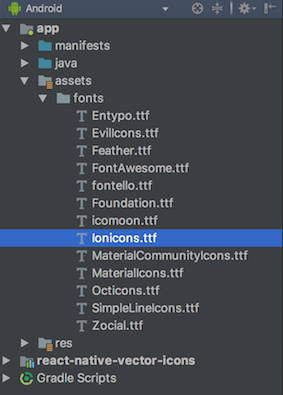 Android
app
manifests
java
assets
fonts
Entypo.ttf
EvilIcons.ttf
Feather.ttf
FontAwesome.ttf
fontello.ttf
Foundation.ttf
icomoon.ttf
Ionicons.ttf
MaterialCommunityIcons.ttf
MaterialIcons.ttf
Octicons.ttf
SimpleLineIcons.ttf
Zocial.ttf
res
react-native-vector-icons
Gradle Scripts